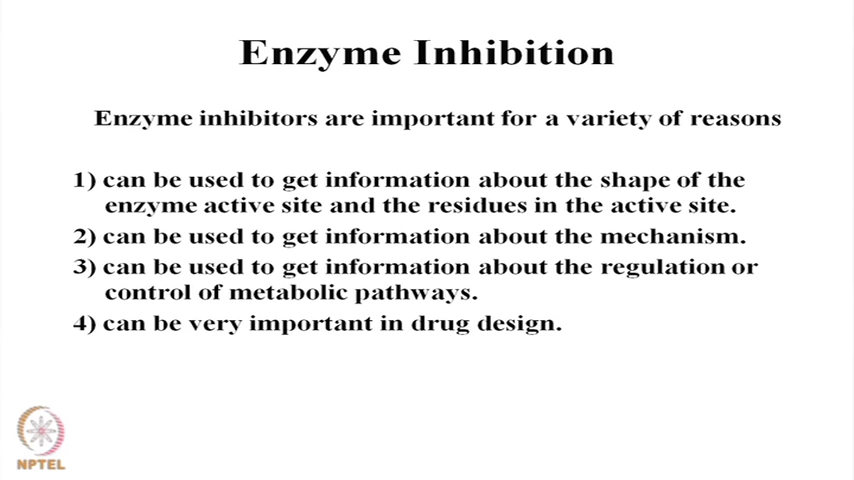 Enzyme Inhibition
Enzyme inhibitors are important for a variety of reasons
1) can be used to get information about the shape of the
enzyme active site and the residues in the active site.
2) can be used to get information about the mechanism.
3) can be used to get information about the regulation or
control of metabolic pathways.
4) can be very important in drug design.
NPTEL